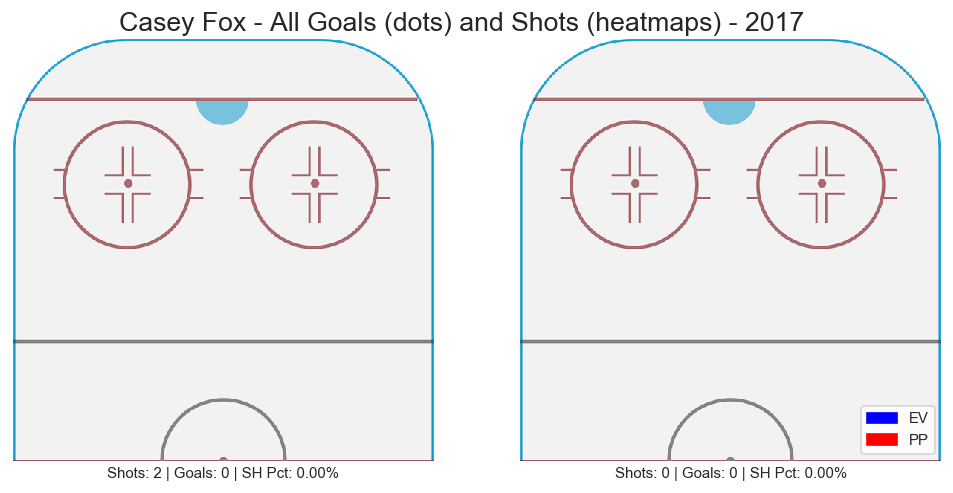 Casey Fox - All Goals (dots) and Shots (heatmaps) - 2017
EV
PP
Shots: 2 | Goals: 0 | SH Pct: 0.00%
Shots: 0 | Goals: 0 | SH Pct: 0.00%